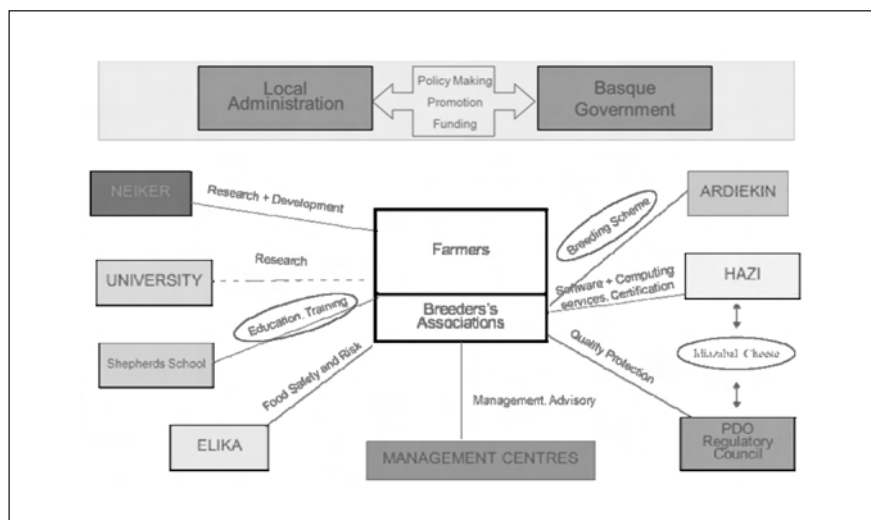 Local
Administration
Policy Making
Promotion
Funding
Basque
Government
NEIKER
Research + Development
ARDIEKIN
Breeding Scheme
Farmers
UNIVERSITY
Research
HAZI
Software + Computing
services, Certification
Breeders's
Associations
Education, Training
Shepherds School
Quality Protection
Idiazabal Cheese
Food Safety and Risk
Management, Advisory
ELIKA
MANAGEMENT CENTRES
PDO
Regulatory
Council